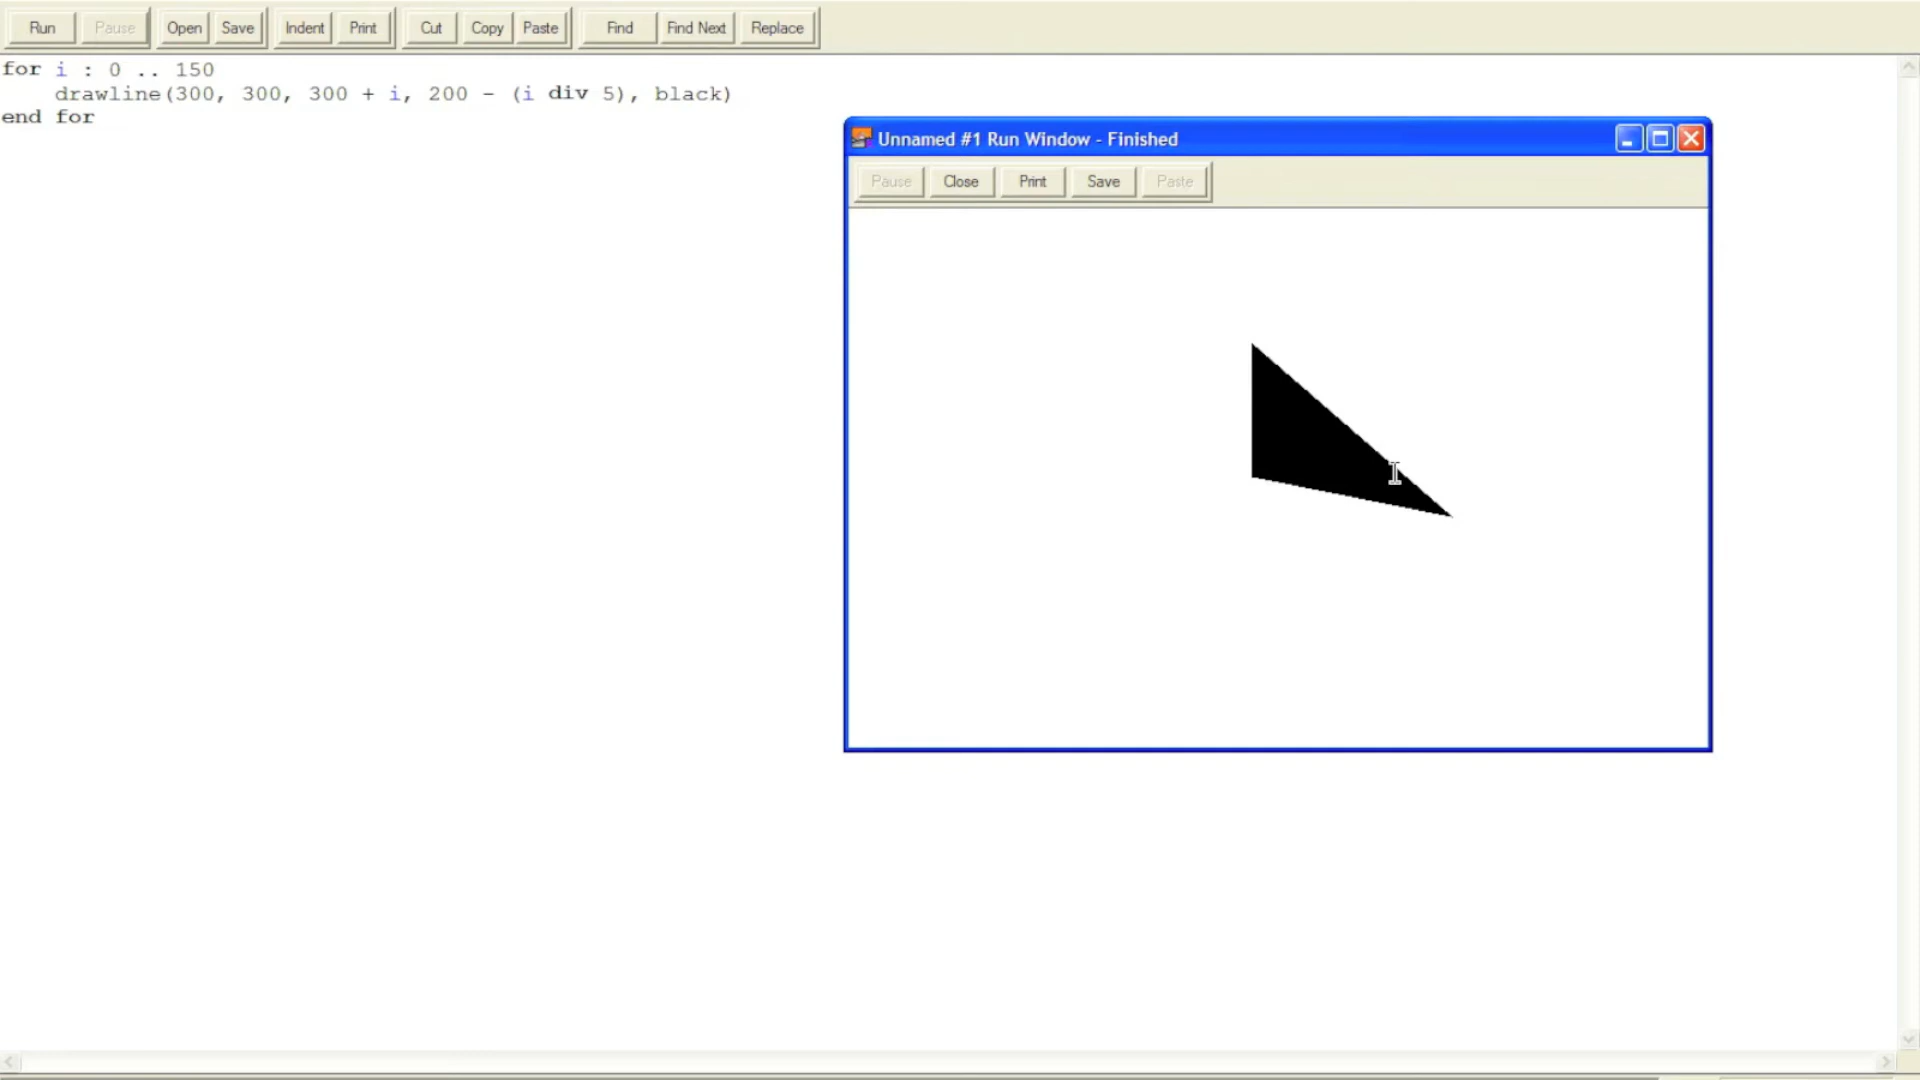 Run Pause Open Save Indent Print Cut Copy Paste Find Find Next Replace
for i : 0 .. 150
    drawline(300, 300, 300 + i, 200 - (i div 5), black)
end for
Unnamed #1 Run Window - Finished
Pause Close Print Save Paste